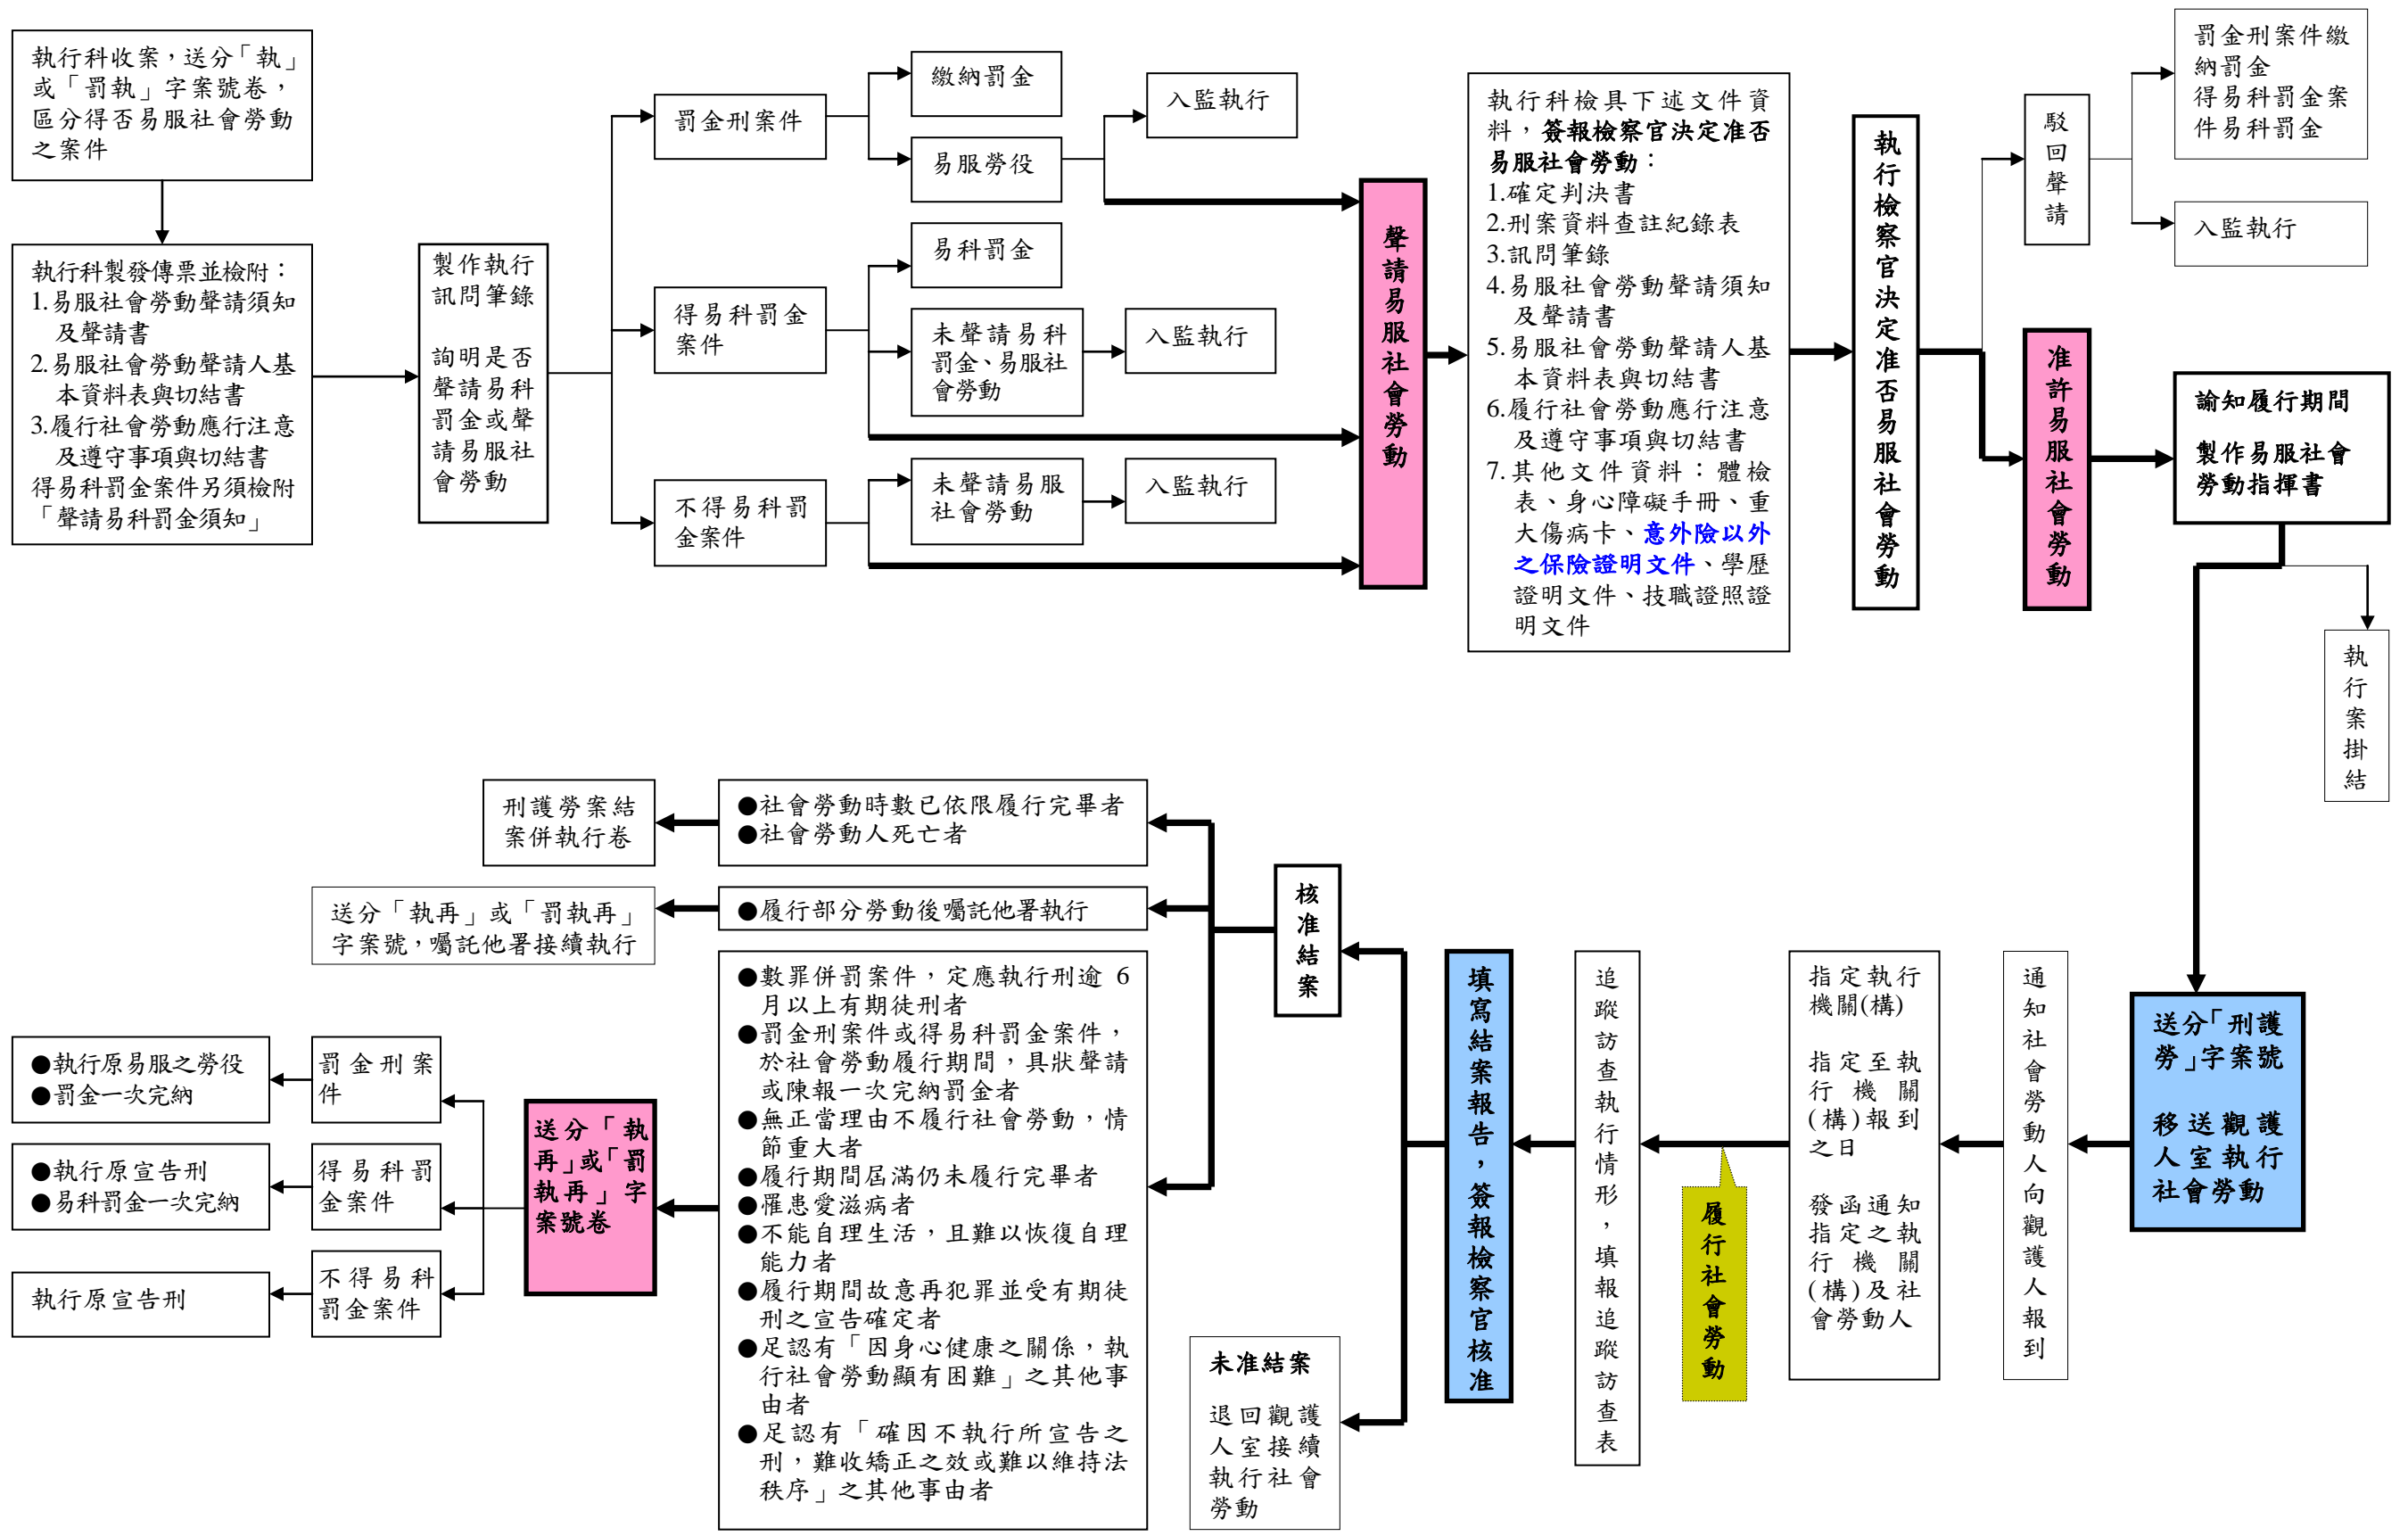 執行科收案，送分「執」
或「罰執」字案號卷，
區分得否易服社會勞動
之案件
執行科製發傳票並檢附：
1.易服社會勞動聲請須知
及聲請書
2.易服社會勞動聲請人基
本資料表與切結書
3.履行社會勞動應行注意
及遵守事項與切結書
得易科罰金案件另須檢附
「聲請易科罰金須知」
製作執行
訊問筆錄
詢明是否
聲請易科
罰金或聲
請易服社
會勞動
罰金刑案件
繳納罰金
易服勞役
入監執行
得易科罰金
案件
易科罰金
未聲請易科
罰金、易服社
會勞動
入監執行
不得易科罰
金案件
未聲請易服
社會勞動
入監執行
聲請易服社會勞動
執行科檢具下述文件資
料，簽報檢察官決定准否
易服社會勞動：
1.確定判決書
2.刑案資料查註紀錄表
3.訊問筆錄
4.易服社會勞動聲請須知
及聲請書
5.易服社會勞動聲請人基
本資料表與切結書
6.履行社會勞動應行注意
及遵守事項與切結書
7.其他文件資料：體檢
表、身心障礙手冊、重
大傷病卡、意外險以外
之保險證明文件、學歷
證明文件、技職證照證
明文件
執行檢察官決定准否易服社會勞動
駁回聲請
罰金刑案件繳
納罰金
得易科罰金案
件易科罰金
入監執行
准許易服社會勞動
諭知履行期間
製作易服社會
勞動指揮書
執行案掛結
送分「刑護
勞」字案號
移送觀護
人室執行
社會勞動
通知社會勞動人向觀護人報到
指定執行
機關(構)
指定至執
行機關
(構)報到
之日
發函通知
指定之執
行機關
(構)及社
會勞動人
履行社會勞動
追蹤訪查執行情形，填報追蹤訪查表
填寫結案報告，簽報檢察官核准
核准結案
未准結案
退回觀護
人室接續
執行社會
勞動
●社會勞動時數已依限履行完畢者
●社會勞動人死亡者
刑護勞案結
案併執行卷
●履行部分勞動後囑託他署執行
送分「執再」或「罰執再」
字案號，囑託他署接續執行
●數罪併罰案件，定應執行刑逾 6
月以上有期徒刑者
●罰金刑案件或得易科罰金案件，
於社會勞動履行期間，具狀聲請
或陳報一次完納罰金者
●無正當理由不履行社會勞動，情
節重大者
●履行期間屆滿仍未履行完畢者
●罹患愛滋病者
●不能自理生活，且難以恢復自理
能力者
●履行期間故意再犯罪並受有期徒
刑之宣告確定者
●足認有「因身心健康之關係，執
行社會勞動顯有困難」之其他事
由者
●足認有「確因不執行所宣告之
刑，難收矯正之效或難以維持法
秩序」之其他事由者
送分「執
再」或「罰
執再」字
案號卷
罰金刑案
件
●執行原易服之勞役
●罰金一次完納
得易科罰
金案件
●執行原宣告刑
●易科罰金一次完納
不得易科
罰金案件
執行原宣告刑